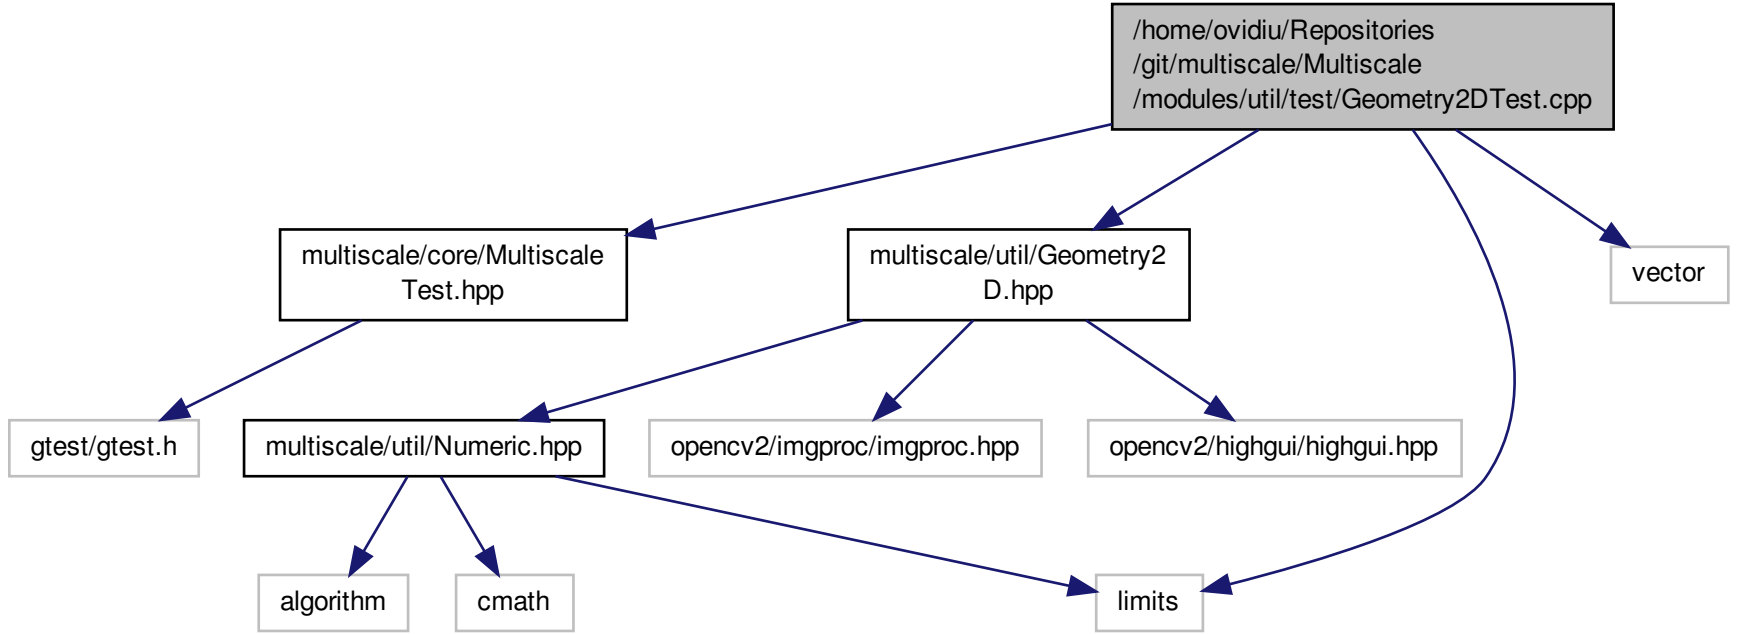 /home/ovidiu/Repositories
/git/multiscale/Multiscale
/modules/util/test/Geometry2DTest.cpp
multiscale/core/Multiscale
Test.hpp
multiscale/util/Geometry2
D.hpp
vector
gtest/gtest.h
multiscale/util/Numeric.hpp
opencv2/imgproc/imgproc.hpp
opencv2/highgui/highgui.hpp
algorithm
cmath
limits